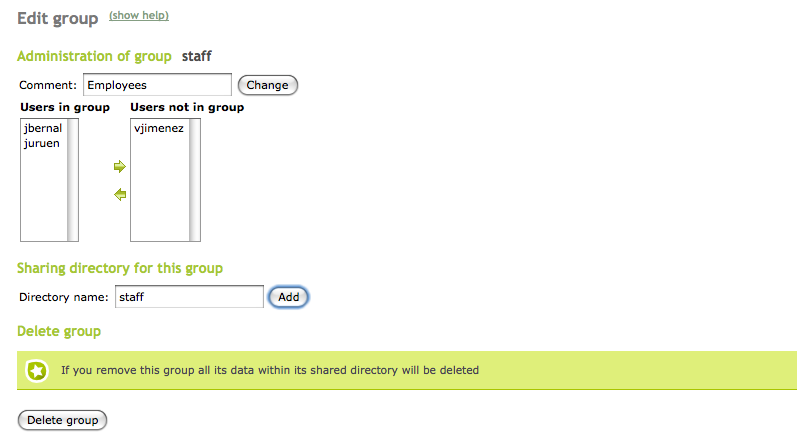 Edit group (show help)
Administration of group staff
Comment: Employees Change
Users in group Users not in group
jbernal vjimenez
juruen
Sharing directory for this group
Directory name: staff Add
Delete group
If you remove this group all its data within its shared directory will be deleted
Delete group